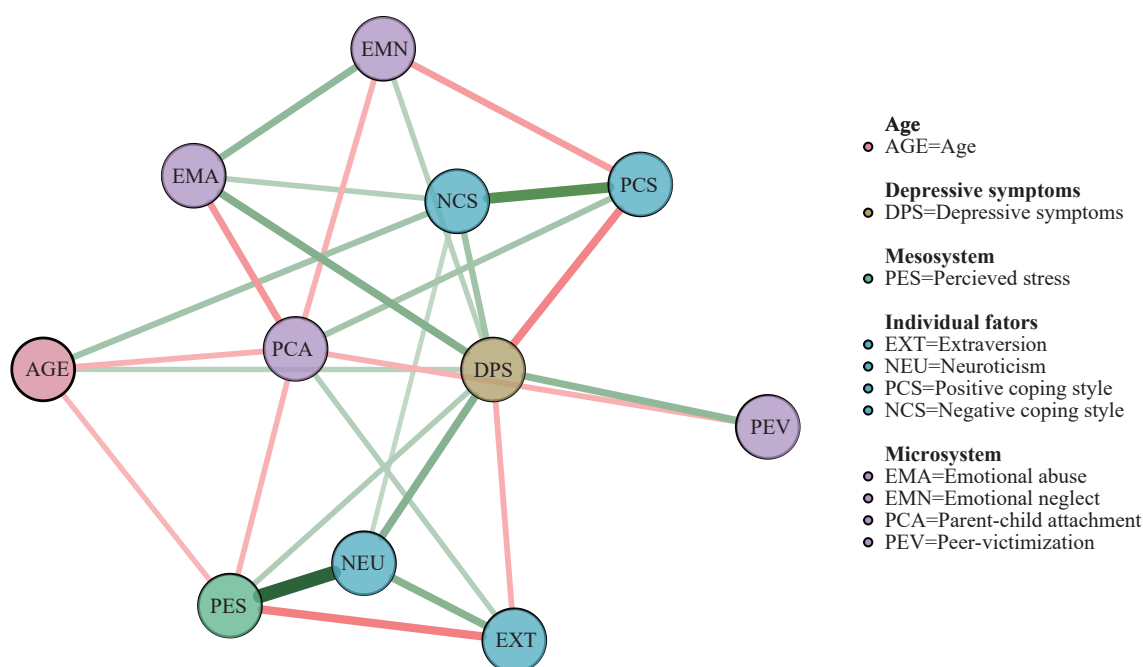 EMN
EMA
NCS
PCS
PCA
AGE
DPS
PEV
NEU
PES
EXT
Age
AGE=Age
Depressive symptoms
DPS=Depressive symptoms
Mesosystem
PES=Percieved stress
Individual fators
EXT=Extraversion
NEU=Neuroticism
PCS=Positive coping style
NCS=Negative coping style
Microsystem
EMA=Emotional abuse
EMN=Emotional neglect
PCA=Parent-child attachment
PEV=Peer-victimization